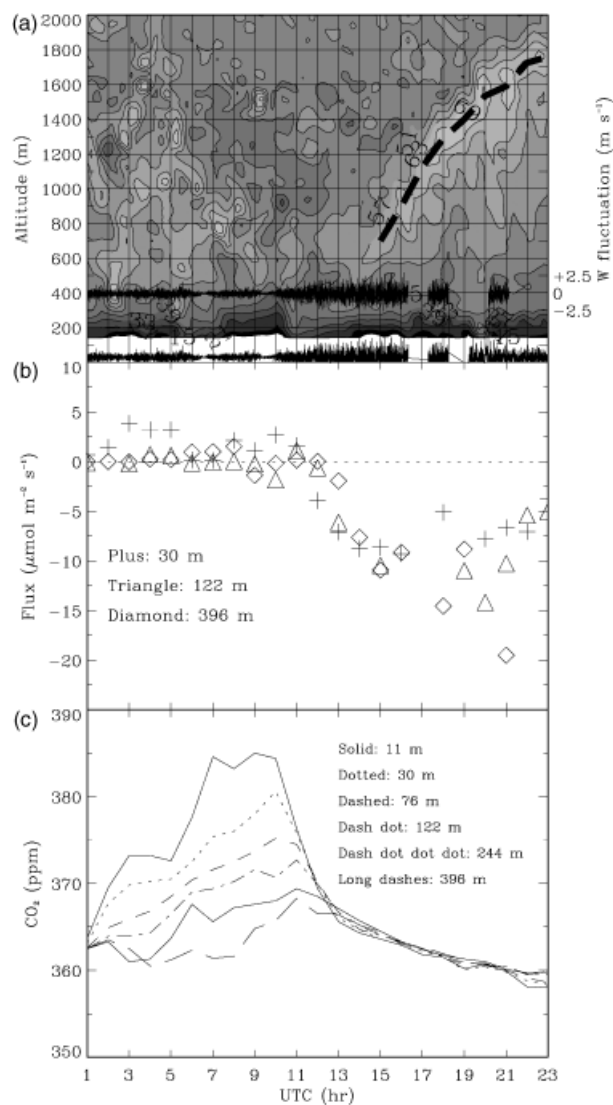 (a)
2000
1800
1600
1400
1200
1000
800
600
400
200
Altitude (m)
W fluctuation (m s⁻¹)
+2.5
0
−2.5
57
63
63
(b)
10
5
0
−5
−10
−15
−20
Flux (μmol m⁻² s⁻¹)
Plus: 30 m
Triangle: 122 m
Diamond: 396 m
(c)
390
380
370
360
350
CO₂ (ppm)
Solid: 11 m
Dotted: 30 m
Dashed: 76 m
Dash dot: 122 m
Dash dot dot dot: 244 m
Long dashes: 396 m
1 3 5 7 9 11 13 15 17 19 21 23
UTC (hr)